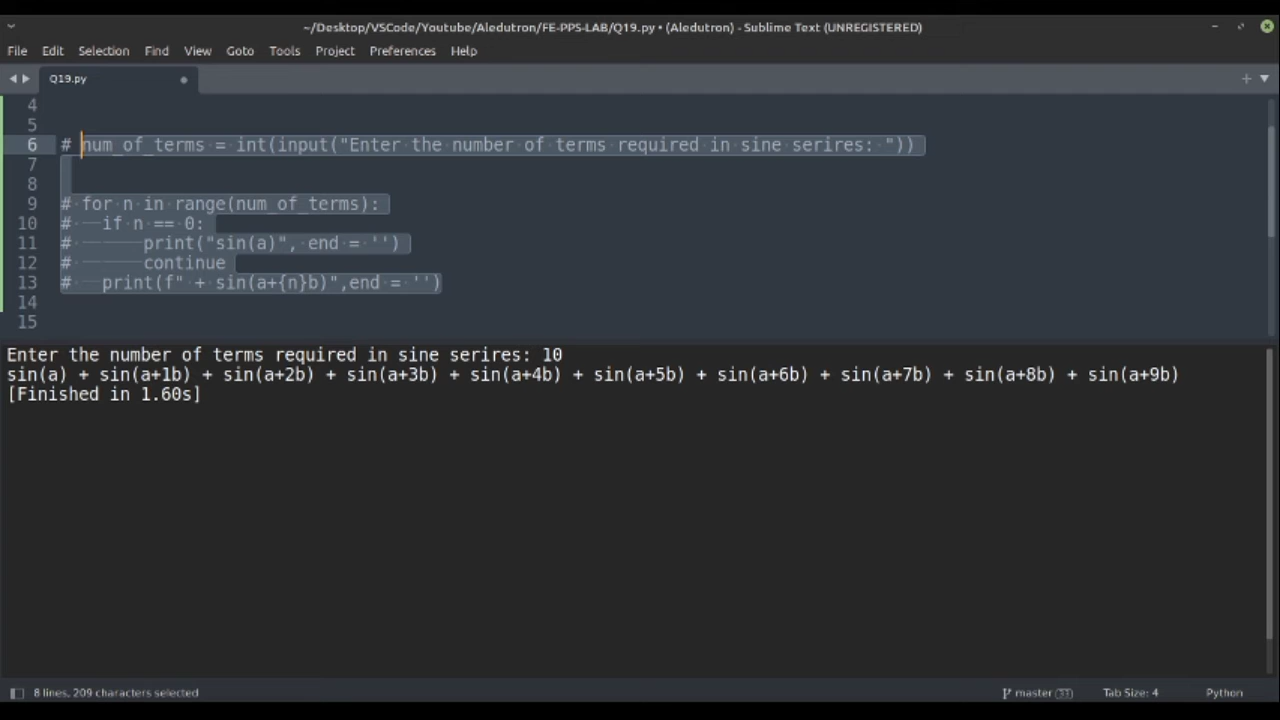 ~/Desktop/VSCode/Youtube/Aledutron/FE-PPS-LAB/Q19.py • (Aledutron) - Sublime Text (UNREGISTERED)
File Edit Selection Find View Goto Tools Project Preferences Help
Q19.py
4
5
6 # num_of_terms = int(input("Enter the number of terms required in sine serires: "))
7
8
9 # for n in range(num_of_terms):
10 #     if n == 0:
11 #         print("sin(a)", end = '')
12 #         continue
13 #     print(f" + sin(a+{n}b)",end = '')
14
15
Enter the number of terms required in sine serires: 10
sin(a) + sin(a+1b) + sin(a+2b) + sin(a+3b) + sin(a+4b) + sin(a+5b) + sin(a+6b) + sin(a+7b) + sin(a+8b) + sin(a+9b)
[Finished in 1.60s]
8 lines, 209 characters selected master 33 Tab Size: 4 Python